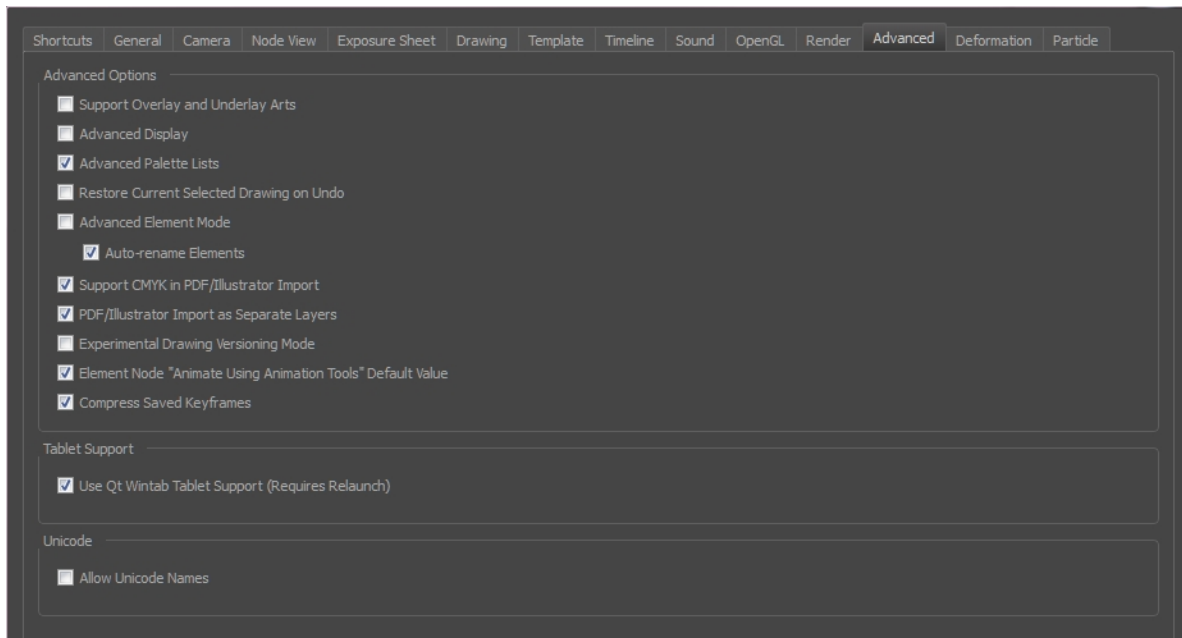 Shortcuts General Camera Node View Exposure Sheet Drawing Template Timeline Sound OpenGL Render Advanced Deformation Particle
Advanced Options
Support Overlay and Underlay Arts
Advanced Display
Advanced Palette Lists
Restore Current Selected Drawing on Undo
Advanced Element Mode
Auto-rename Elements
Support CMYK in PDF/Illustrator Import
PDF/Illustrator Import as Separate Layers
Experimental Drawing Versioning Mode
Element Node "Animate Using Animation Tools" Default Value
Compress Saved Keyframes
Tablet Support
Use Qt Wintab Tablet Support (Requires Relaunch)
Unicode
Allow Unicode Names